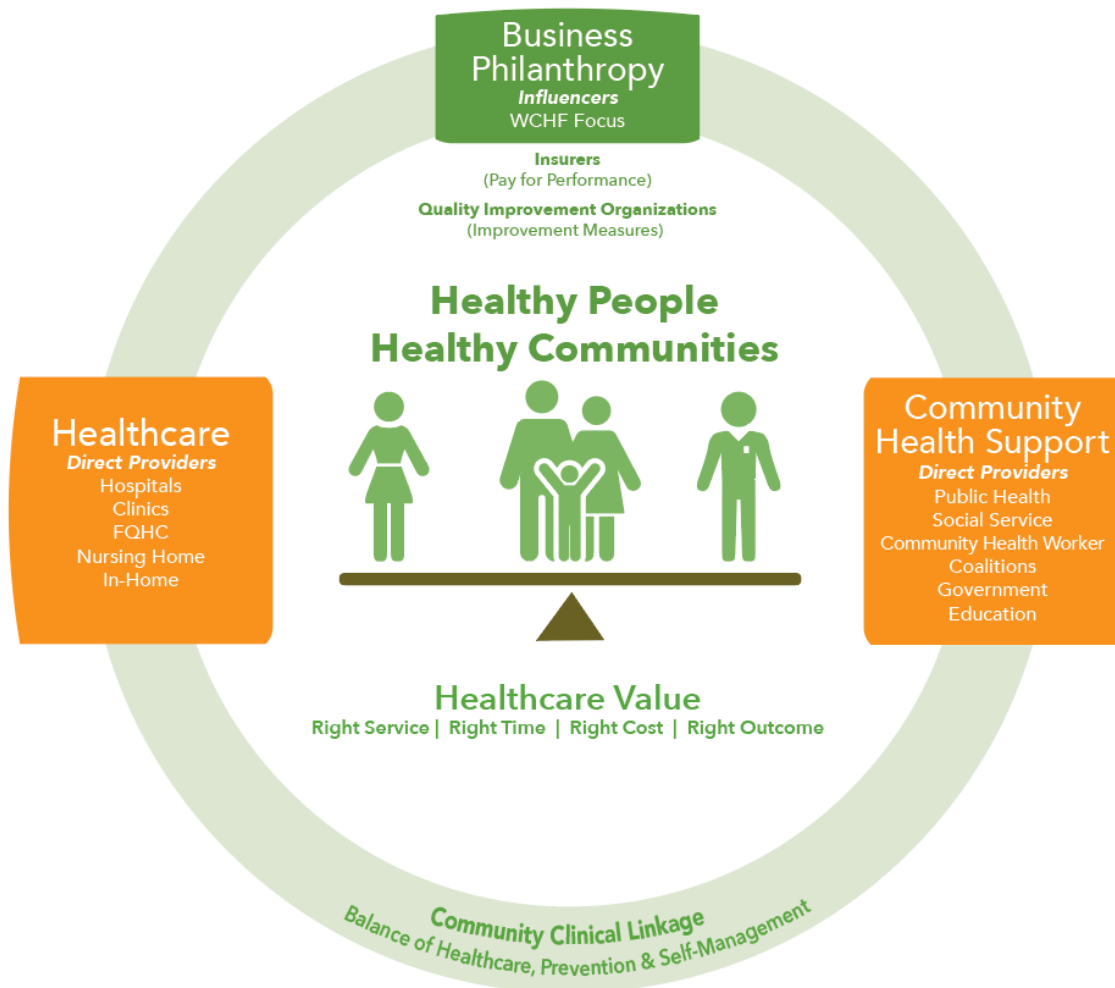 Business
Philanthropy
Influencers
WCHF Focus
Insurers
(Pay for Performance)
Quality Improvement Organizations
(Improvement Measures)
Healthy People
Healthy Communities
Healthcare
Direct Providers
Hospitals
Clinics
FQHC
Nursing Home
In-Home
Community
Health Support
Direct Providers
Public Health
Social Service
Community Health Worker
Coalitions
Government
Education
Healthcare Value
Right Service | Right Time | Right Cost | Right Outcome
Community Clinical Linkage
Balance of Healthcare, Prevention & Self-Management